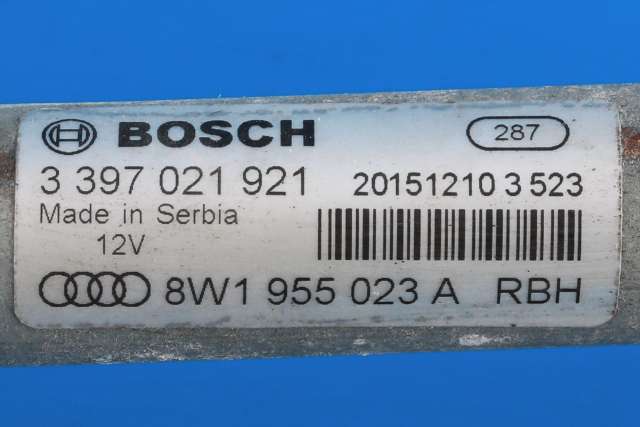 BOSCH 287
3 397 021 921 20151210 3 523
Made in Serbia
12V
8W1 955 023 A RBH